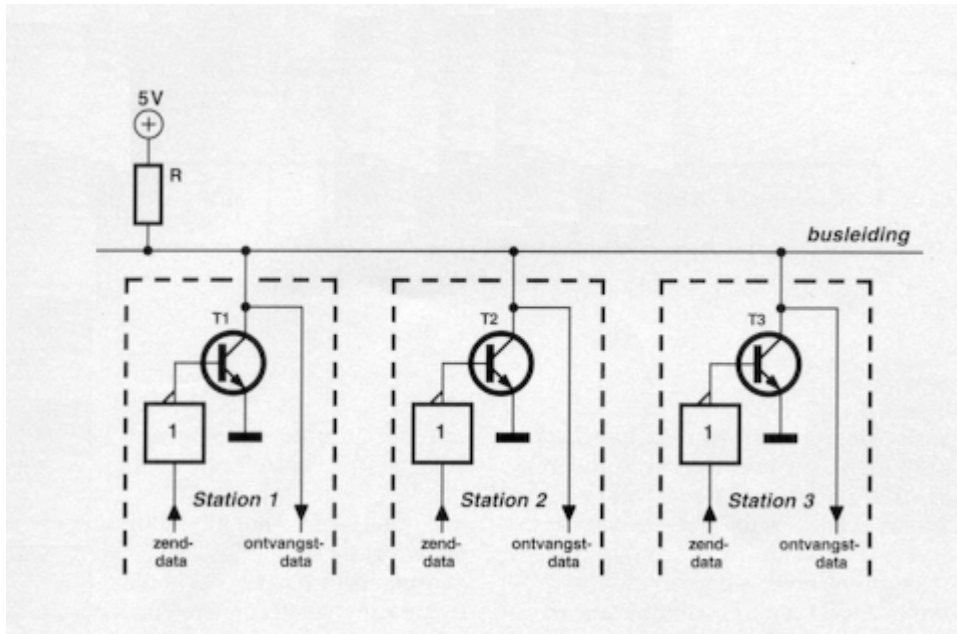 5V
R
busleiding
T1
T2
T3
1
1
1
Station 1
Station 2
Station 3
zend-
data
ontvangst-
data
zend-
data
ontvangst-
data
zend-
data
ontvangst-
data